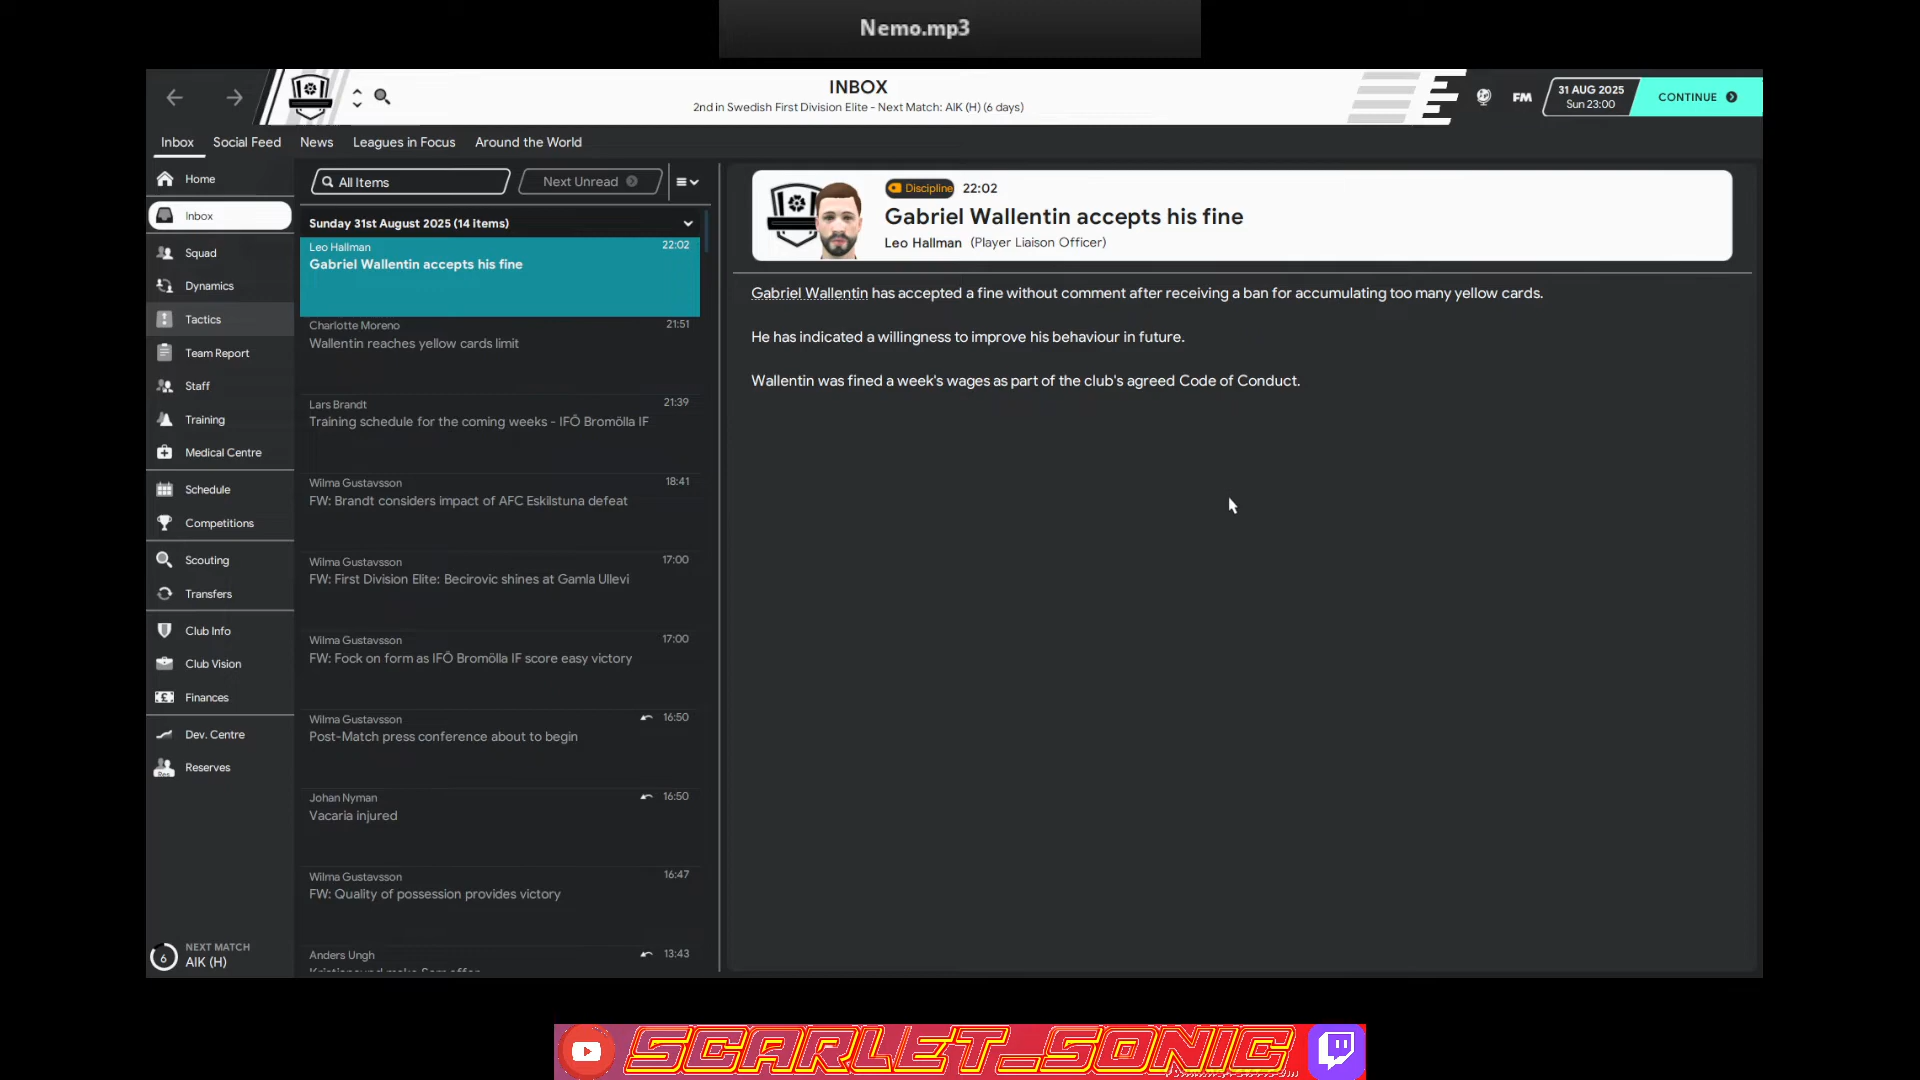 Nemo.mp3
INBOX
2nd in Swedish First Division Elite - Next Match: AIK (H) (6 days)
FM
31 AUG 2025
Sun 23:00
CONTINUE
Inbox
Social Feed
News
Leagues in Focus
Around the World
Home
Inbox
Squad
Dynamics
Tactics
Team Report
Staff
Training
Medical Centre
Schedule
Competitions
Scouting
Transfers
Club Info
Club Vision
Finances
Dev. Centre
Reserves
6
NEXT MATCH
AIK (H)
All Items
Next Unread
Sunday 31st August 2025 (14 items)
Leo Hallman 22:02
Gabriel Wallentin accepts his fine
Charlotte Moreno 21:51
Wallentin reaches yellow cards limit
Lars Brandt 21:39
Training schedule for the coming weeks - IFÖ Bromölla IF
Wilma Gustavsson 18:41
FW: Brandt considers impact of AFC Eskilstuna defeat
Wilma Gustavsson 17:00
FW: First Division Elite: Becirovic shines at Gamla Ullevi
Wilma Gustavsson 17:00
FW: Fock on form as IFÖ Bromölla IF score easy victory
Wilma Gustavsson 16:50
Post-Match press conference about to begin
Johan Nyman 16:50
Vacaria injured
Wilma Gustavsson 16:47
FW: Quality of possession provides victory
Anders Ungh 13:43
Discipline 22:02
Gabriel Wallentin accepts his fine
Leo Hallman (Player Liaison Officer)
Gabriel Wallentin has accepted a fine without comment after receiving a ban for accumulating too many yellow cards.
He has indicated a willingness to improve his behaviour in future.
Wallentin was fined a week's wages as part of the club's agreed Code of Conduct.
SCARLET_SONIC